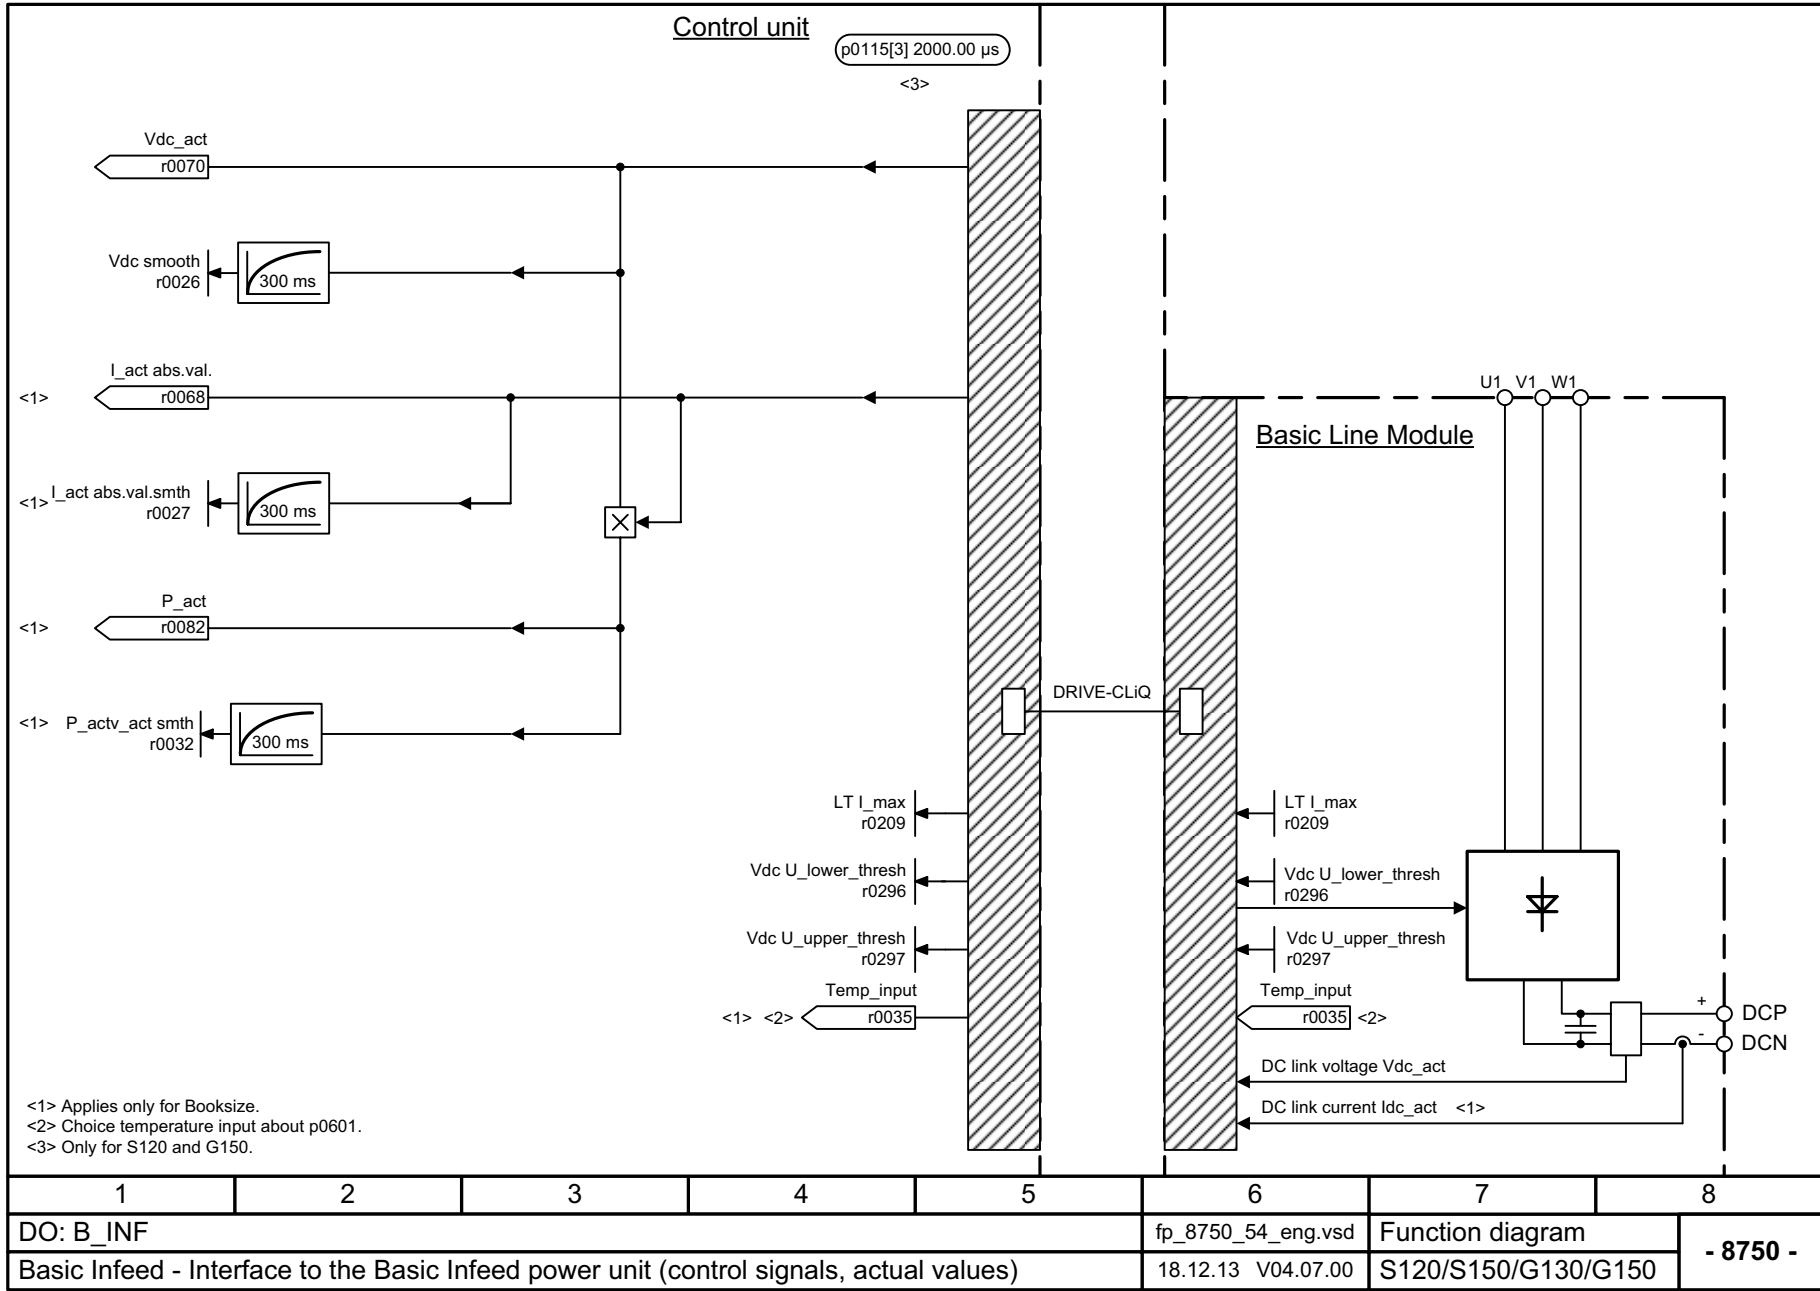 Control unit
p0115[3] 2000.00 µs
<3>
Vdc_act
r0070
Vdc smooth
r0026
300 ms
I_act abs.val.
<1>
r0068
U1 V1 W1
Basic Line Module
<1>
I_act abs.val.smth
r0027
300 ms
P_act
<1>
r0082
DRIVE-CLiQ
<1>
P_actv_act smth
r0032
300 ms
LT I_max
r0209
LT I_max
r0209
Vdc U_lower_thresh
r0296
Vdc U_lower_thresh
r0296
Vdc U_upper_thresh
r0297
Vdc U_upper_thresh
r0297
Temp_input
<1> <2>
r0035
Temp_input
r0035
<2>
+
DCP
-
DCN
DC link voltage Vdc_act
DC link current Idc_act <1>
<1> Applies only for Booksize.
<2> Choice temperature input about p0601.
<3> Only for S120 and G150.
1 2 3 4 5 6 7 8
DO: B_INF
fp_8750_54_eng.vsd
Function diagram
- 8750 -
Basic Infeed - Interface to the Basic Infeed power unit (control signals, actual values)
18.12.13 V04.07.00
S120/S150/G130/G150